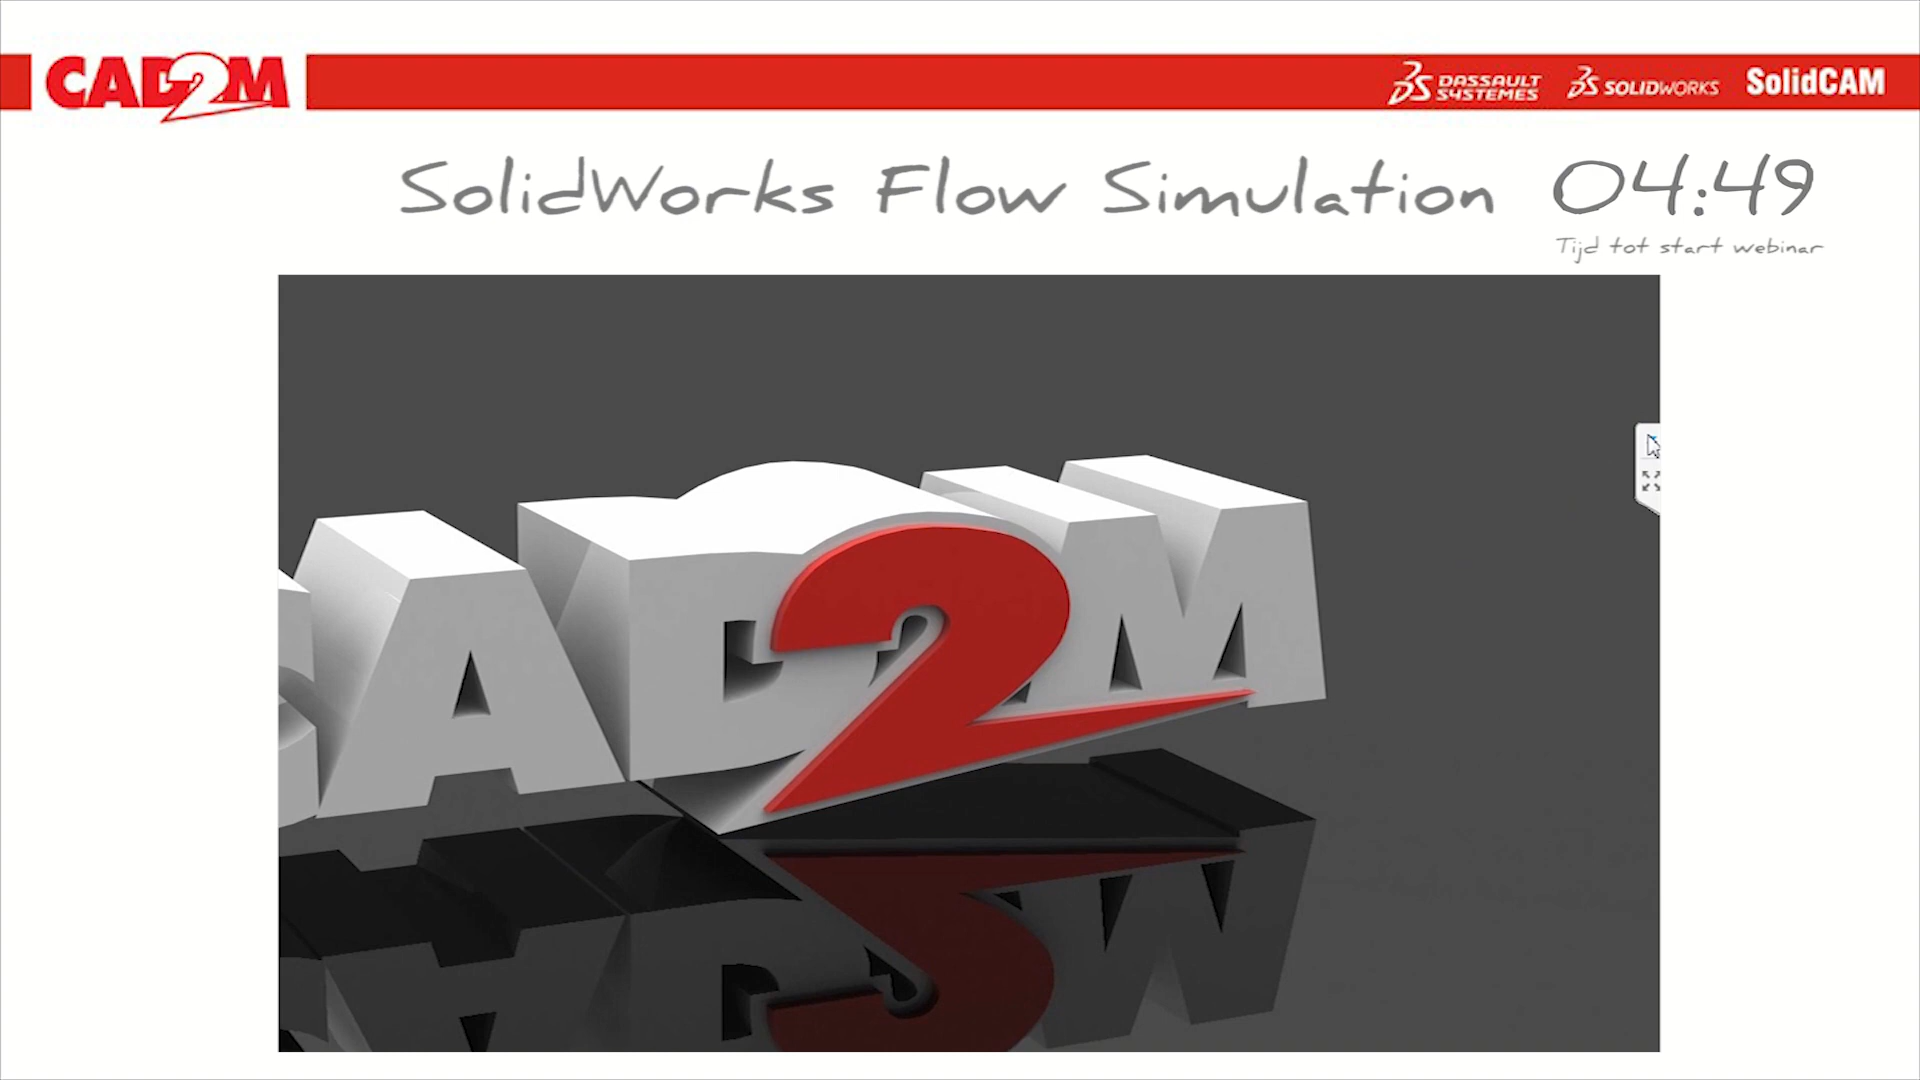 CAD2M
DASSAULT
SYSTEMES
SOLIDWORKS
SolidCAM
SolidWorks Flow Simulation
04:49
Tijd tot start webinar
CAD2M